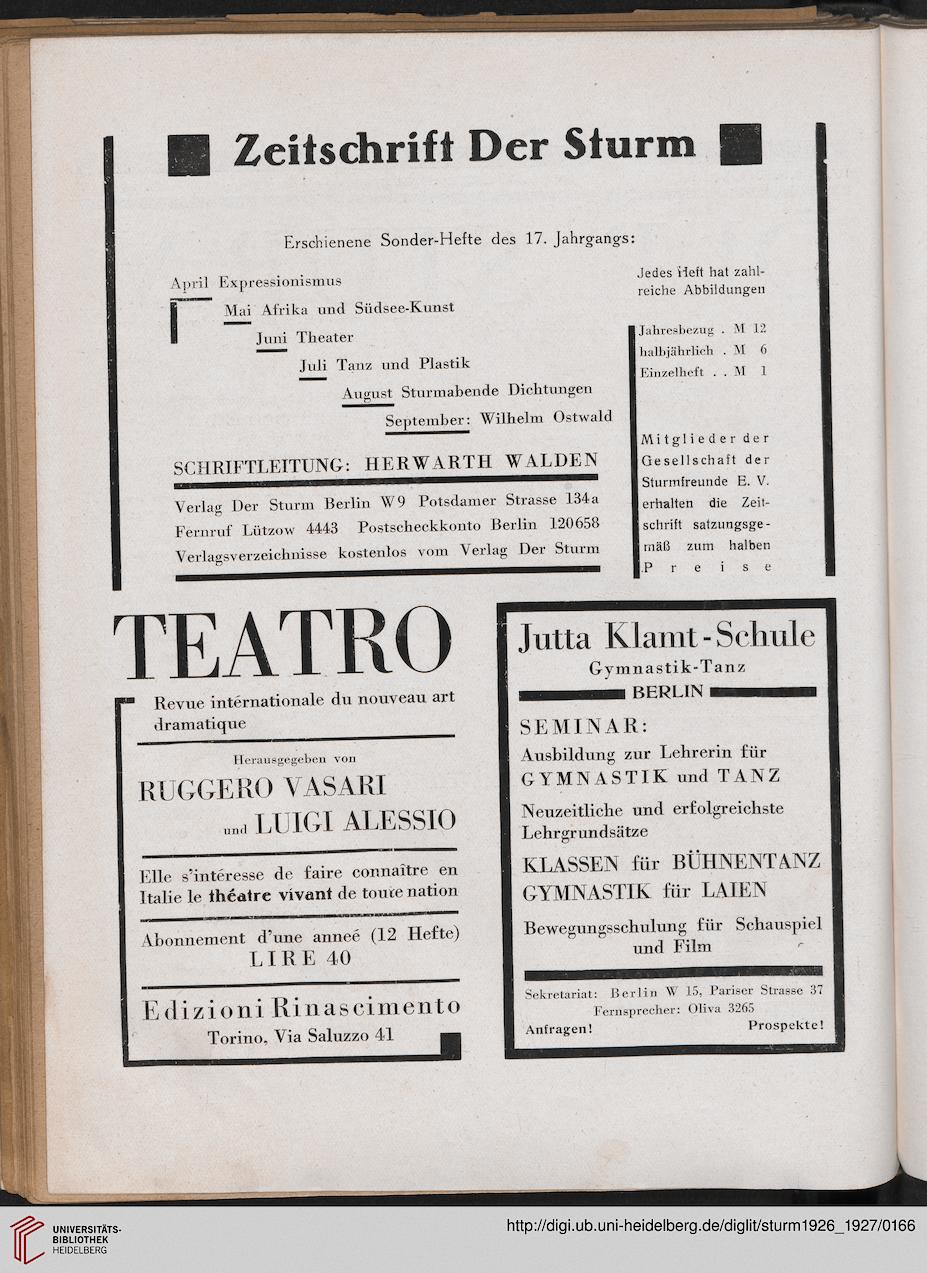 Zeitschrift Der Sturm
Erschienene Sonder-Hefte des 17. Jahrgangs:
April Expressionismus
Mai Afrika und Südsee-Kunst
Juni Theater
Juli Tanz und Plastik
August Sturmabende Dichtungen
September: Wilhelm Ostwald
SCHRIFTLEITUNG: HERWARTH WALDEN
Verlag Der Sturm Berlin W9 Potsdamer Strasse 134a
Fernruf Lützow 4443 Postscheckkonto Berlin 120658
Verlagsverzeichnisse kostenlos vom Verlag Der Sturm
Jedes Heft hat zahl-
reiche Abbildungen
Jahresbezug . M 12
halbjährlich . M 6
Einzelheft . . M 1
Mitglieder der
Gesellschaft der
Sturmfreunde E. V.
erhalten die Zeit-
schrift satzungsge-
mäß zum halben
Preise
TEATRO
Revue intérnationale du nouveau art
dramatique
Herausgegeben von
RUGGERO VASARI
und LUIGI ALESSIO
Elle s'intéresse de faire connaître en
Italie le théatre vivant de toute nation
Abonnement d'une anneé (12 Hefte)
LIRE 40
Edizioni Rinascimento
Torino, Via Saluzzo 41
Jutta Klamt-Schule
Gymnastik-Tanz
BERLIN
SEMINAR:
Ausbildung zur Lehrerin für
GYMNASTIK und TANZ
Neuzeitliche und erfolgreichste
Lehrgrundsätze
KLASSEN für BÜHNENTANZ
GYMNASTIK für LAIEN
Bewegungsschulung für Schauspiel
und Film
Sekretariat: Berlin W 15, Pariser Strasse 37
Fernsprecher: Oliva 3265
Anfragen! Prospekte!
UNIVERSITÄTS-
BIBLIOTHEK
HEIDELBERG
http://digi.ub.uni-heidelberg.de/diglit/sturm1926_1927/0166